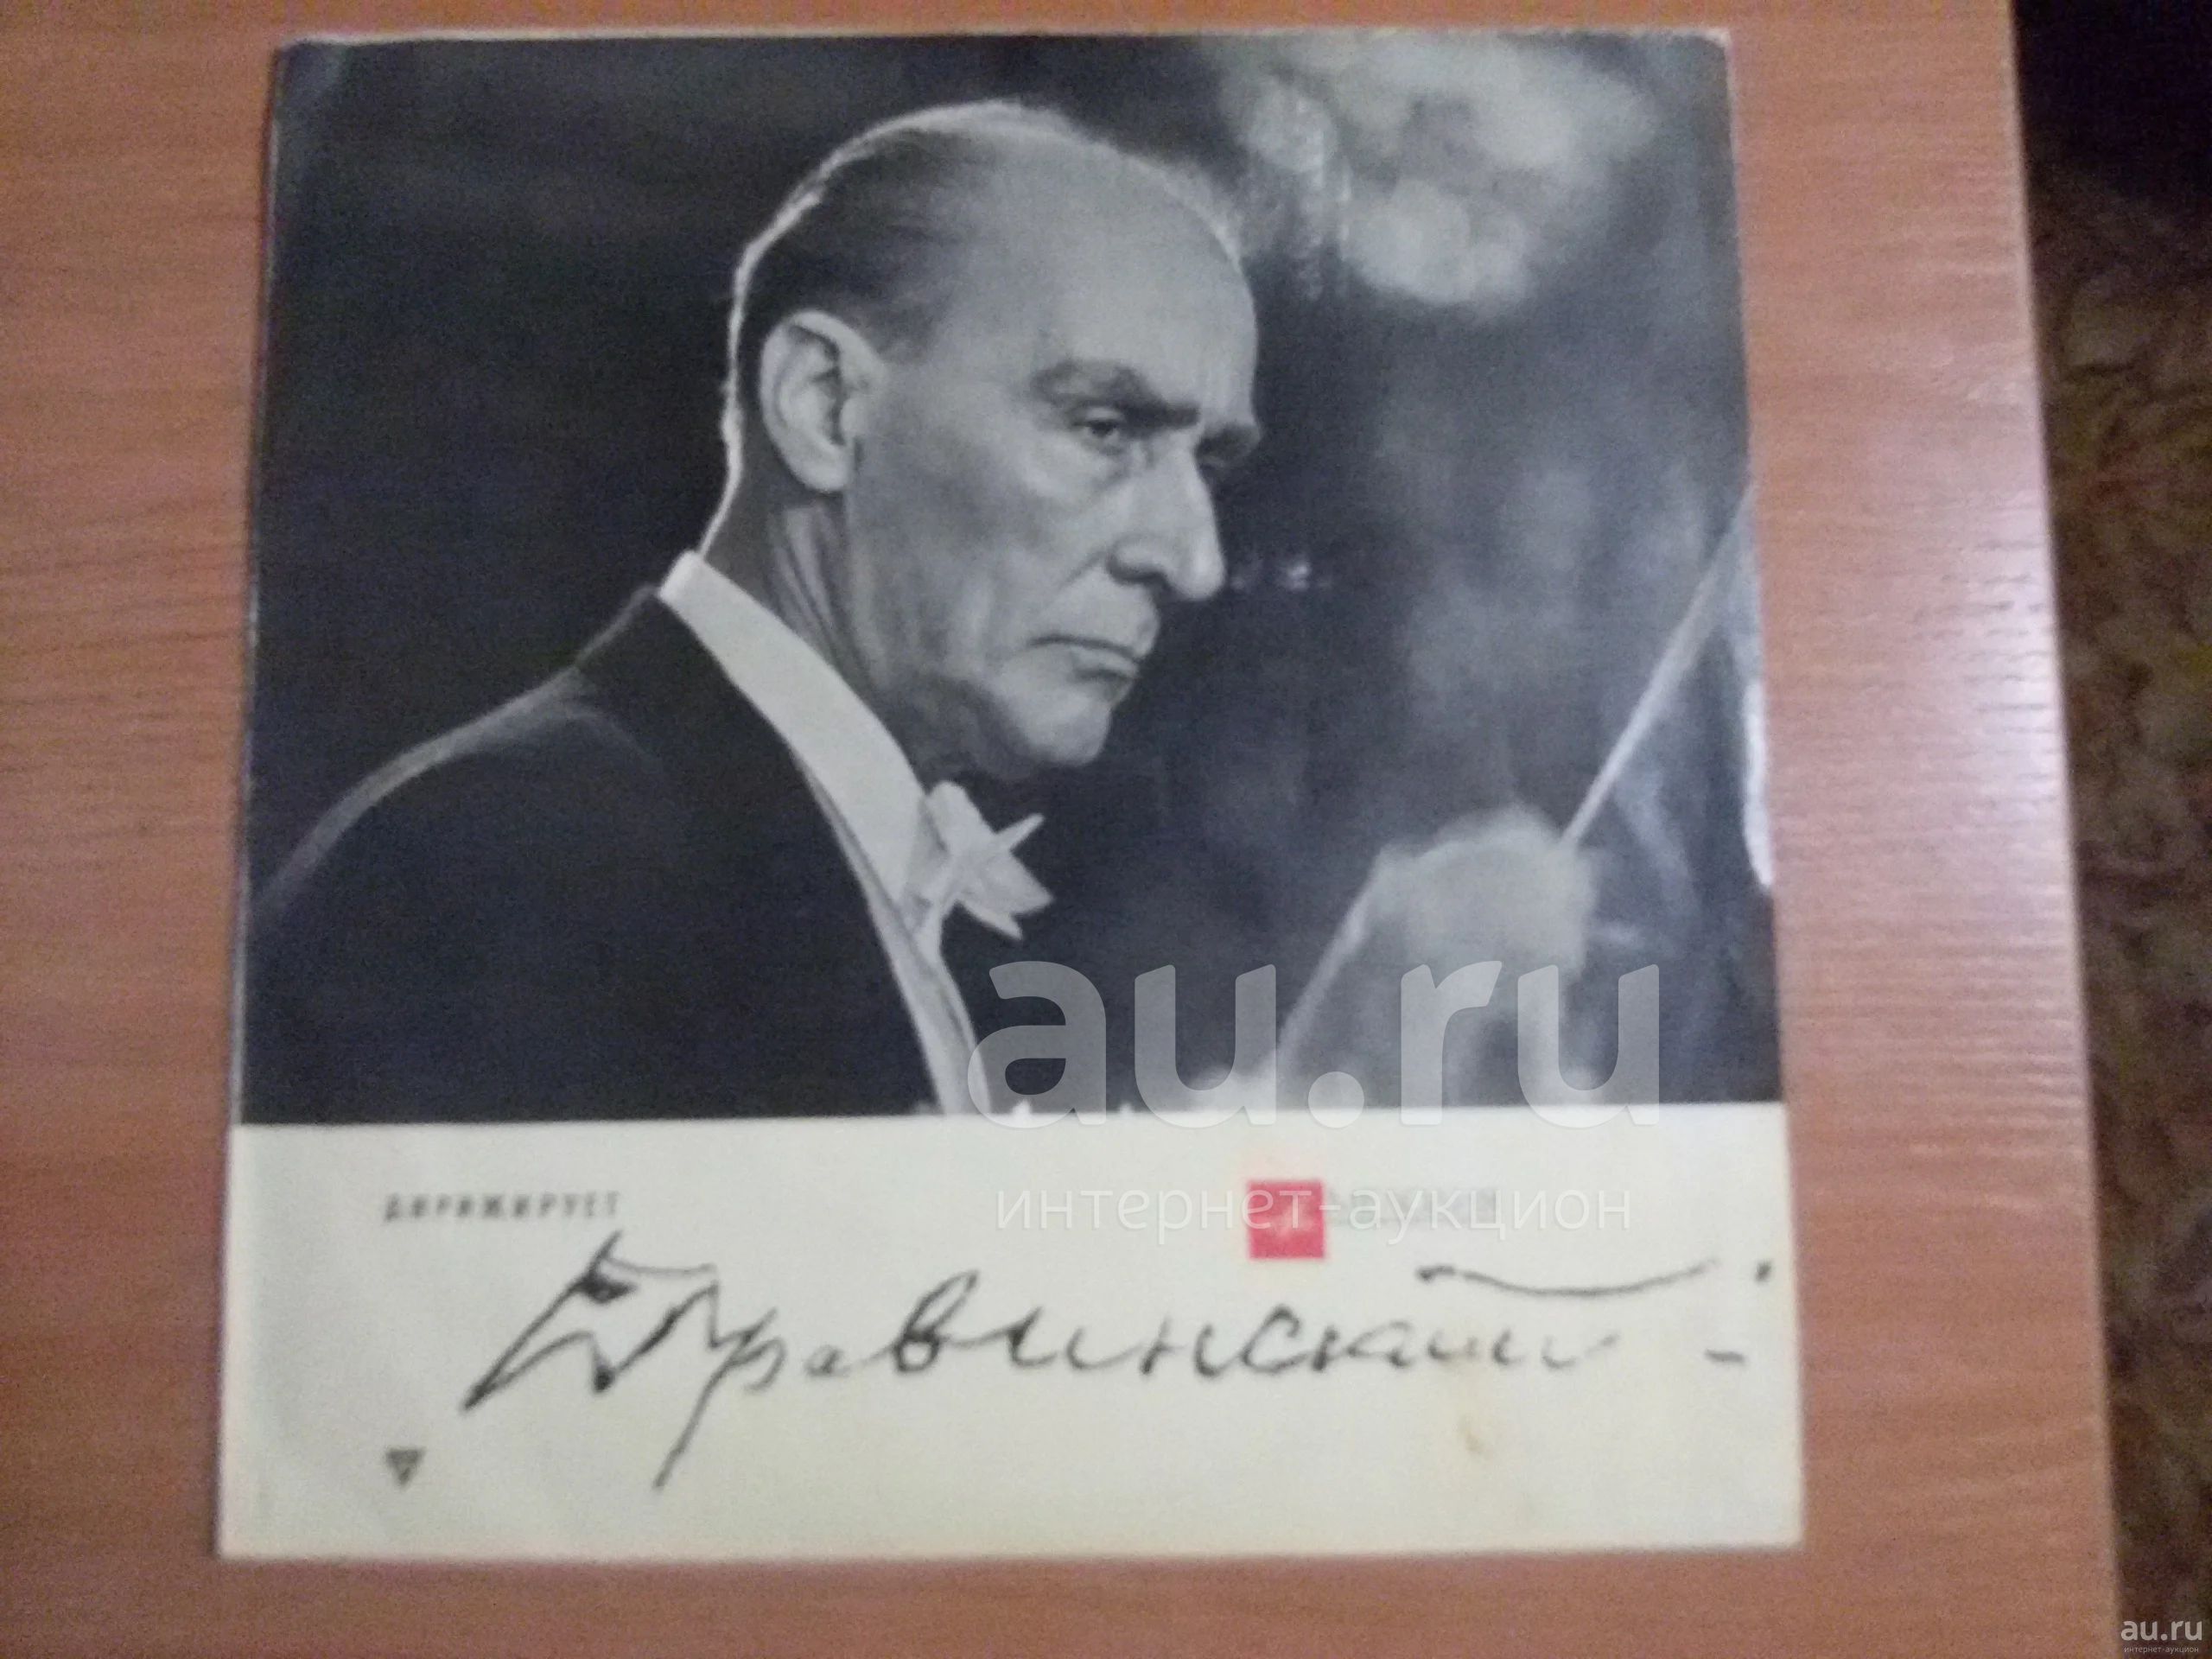 au.ru
интернет-аукцион
ДИРИЖИРУЕТ
Мравинский
au.ru
интернет-аукцион